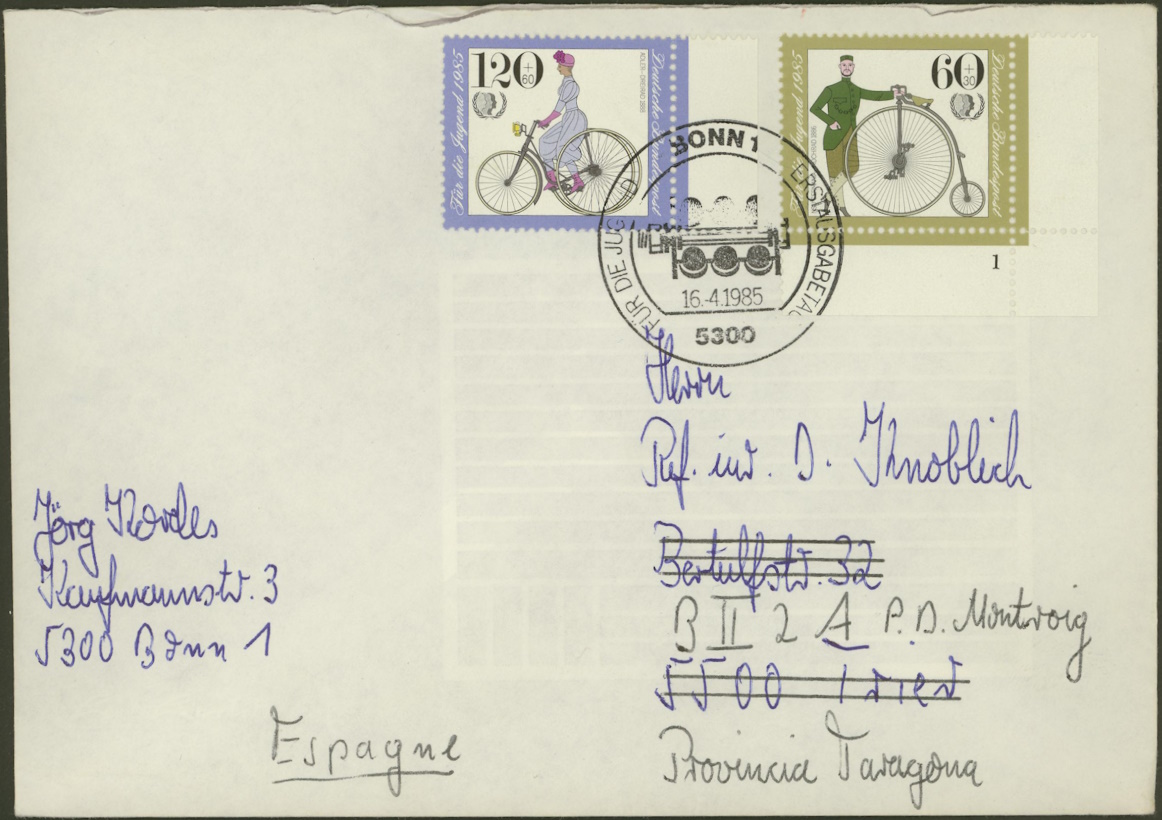 120
+
60
Für die Jugend 1985
Deutsche Bundespost
60
+
30
Für die Jugend 1985
Deutsche Bundespost
1
BONN 1
ERSTAUSGABETAG
FÜR DIE JUGEND
16.-4.1985
5300
Herrn
Ref. iur. D. Knoblich
Bertulfstr. 32
B II 2 A P.D. Montroig
5500 Trier
Provincia Taragona
Jörg Kordes
Kaufmannstr. 3
5300 Bonn 1
Espagne